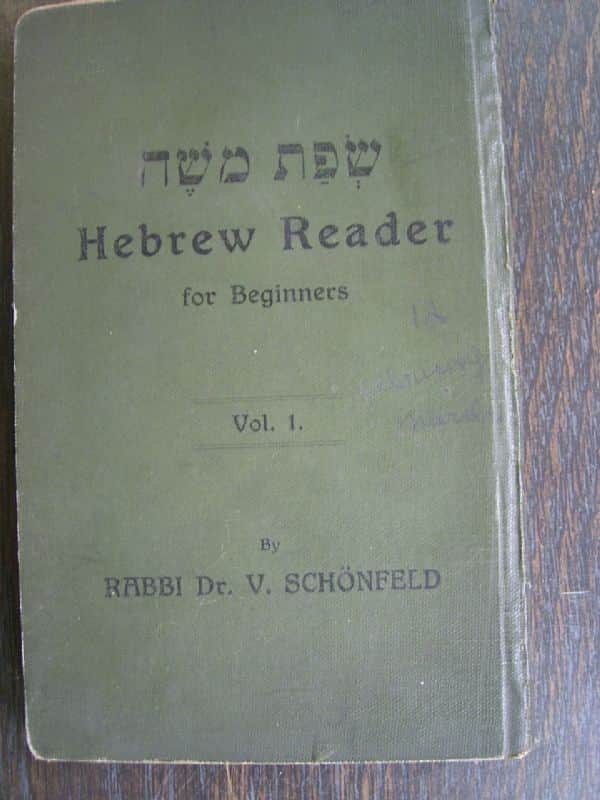 שְׂפַּת מֹשֶׁה
Hebrew Reader
for Beginners
Vol. 1.
By
RABBI Dr. V. SCHÖNFELD